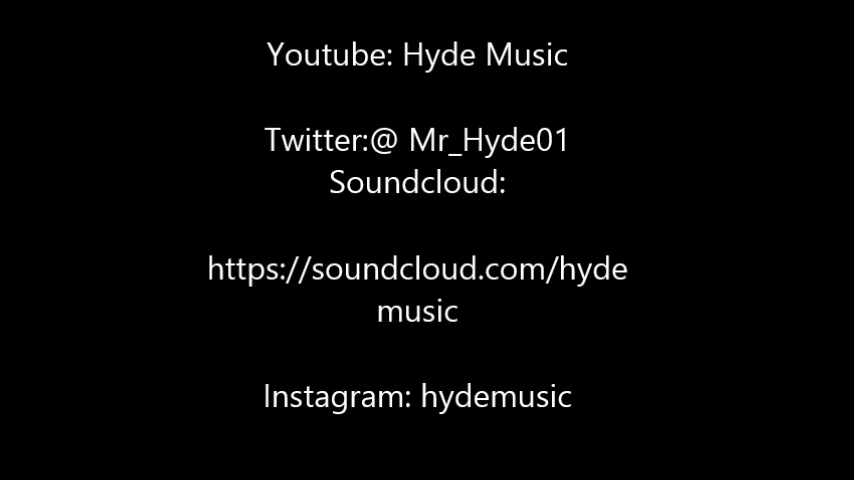 Youtube: Hyde Music
Twitter:@ Mr_Hyde01
Soundcloud:
https://soundcloud.com/hyde
music
Instagram: hydemusic